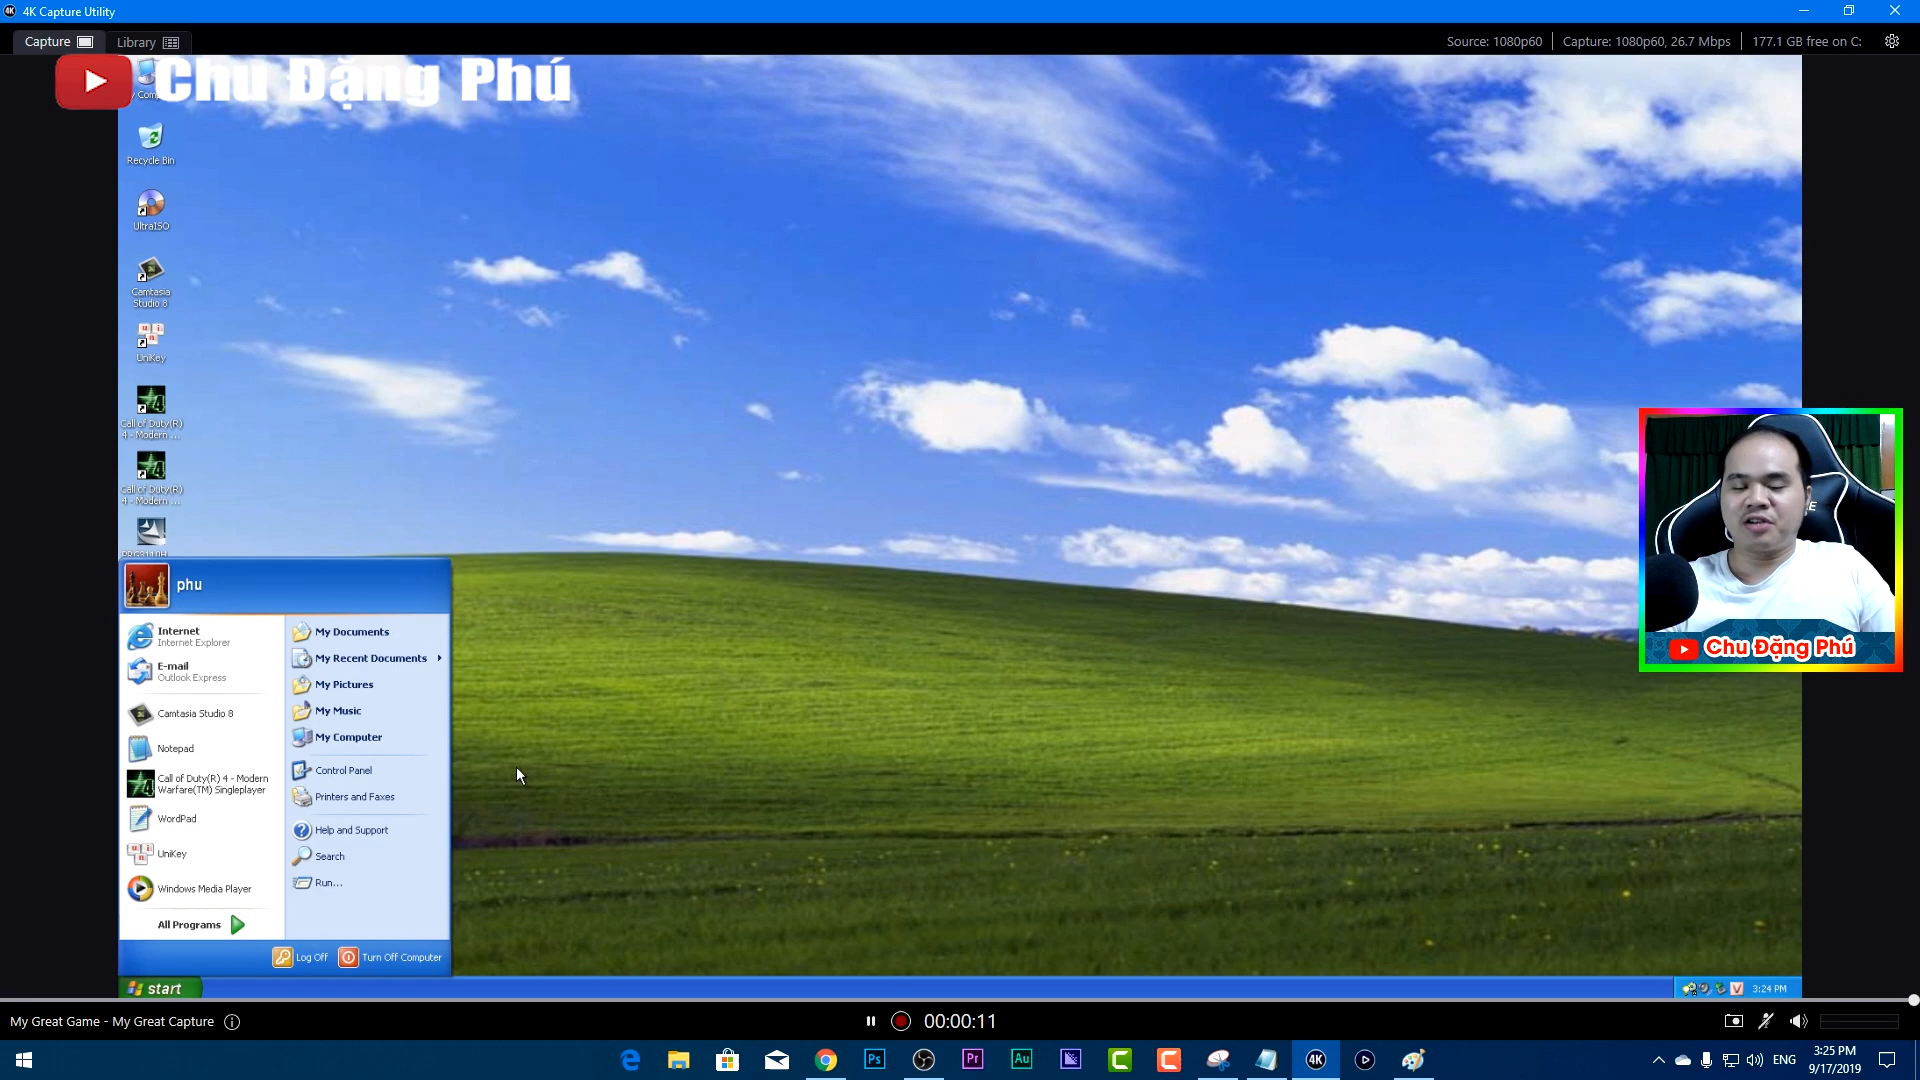 4K Capture Utility
Capture
Library
Source: 1080p60
Capture: 1080p60, 26.7 Mbps
177.1 GB free on C:
Chu Đặng Phú
Recycle Bin
UltraISO
Camtasia
Studio 8
UniKey
Call of Duty(R)
4 - Modern ...
Call of Duty(R)
4 - Modern ...
phu
Internet
Internet Explorer
E-mail
Outlook Express
Camtasia Studio 8
Notepad
Call of Duty(R) 4 - Modern
Warfare(TM) Singleplayer
WordPad
UniKey
Windows Media Player
All Programs
My Documents
My Recent Documents
My Pictures
My Music
My Computer
Control Panel
Printers and Faxes
Help and Support
Search
Run...
Log Off
Turn Off Computer
start
V
3:24 PM
Chu Đặng Phú
My Great Game - My Great Capture
00:00:11
Ps
Pr
Au
4K
ENG
3:25 PM
9/17/2019